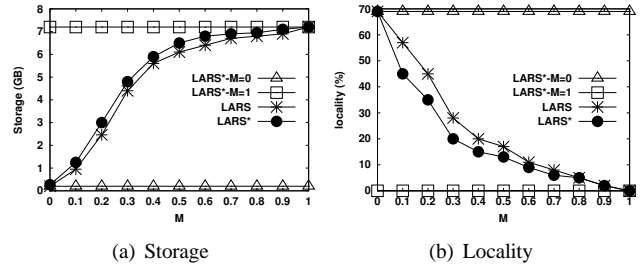 8
7
6
5
4
3
2
1
0
Storage (GB)
LARS*-M=0
LARS*-M=1
LARS
LARS*
0 0.1 0.2 0.3 0.4 0.5 0.6 0.7 0.8 0.9 1
M
(a) Storage
70
60
50
40
30
20
10
0
locality (%)
LARS*-M=0
LARS*-M=1
LARS
LARS*
0 0.1 0.2 0.3 0.4 0.5 0.6 0.7 0.8 0.9 1
M
(b) Locality